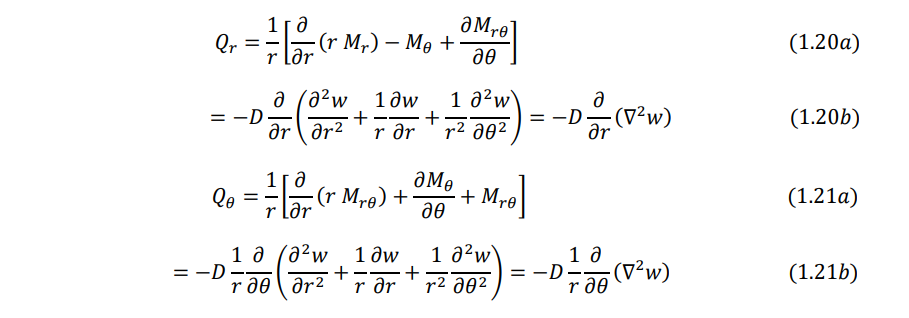 Q_r = \frac{1}{r}\left[\frac{\partial}{\partial r}(r\, M_r) - M_\theta + \frac{\partial M_{r\theta}}{\partial \theta}\right] (1.20a)
= -D\frac{\partial}{\partial r}\left(\frac{\partial^2 w}{\partial r^2} + \frac{1}{r}\frac{\partial w}{\partial r} + \frac{1}{r^2}\frac{\partial^2 w}{\partial \theta^2}\right) = -D\frac{\partial}{\partial r}(\nabla^2 w) (1.20b)
Q_\theta = \frac{1}{r}\left[\frac{\partial}{\partial r}(r\, M_{r\theta}) + \frac{\partial M_\theta}{\partial \theta} + M_{r\theta}\right] (1.21a)
= -D\frac{1}{r}\frac{\partial}{\partial \theta}\left(\frac{\partial^2 w}{\partial r^2} + \frac{1}{r}\frac{\partial w}{\partial r} + \frac{1}{r^2}\frac{\partial^2 w}{\partial \theta^2}\right) = -D\frac{1}{r}\frac{\partial}{\partial \theta}(\nabla^2 w) (1.21b)